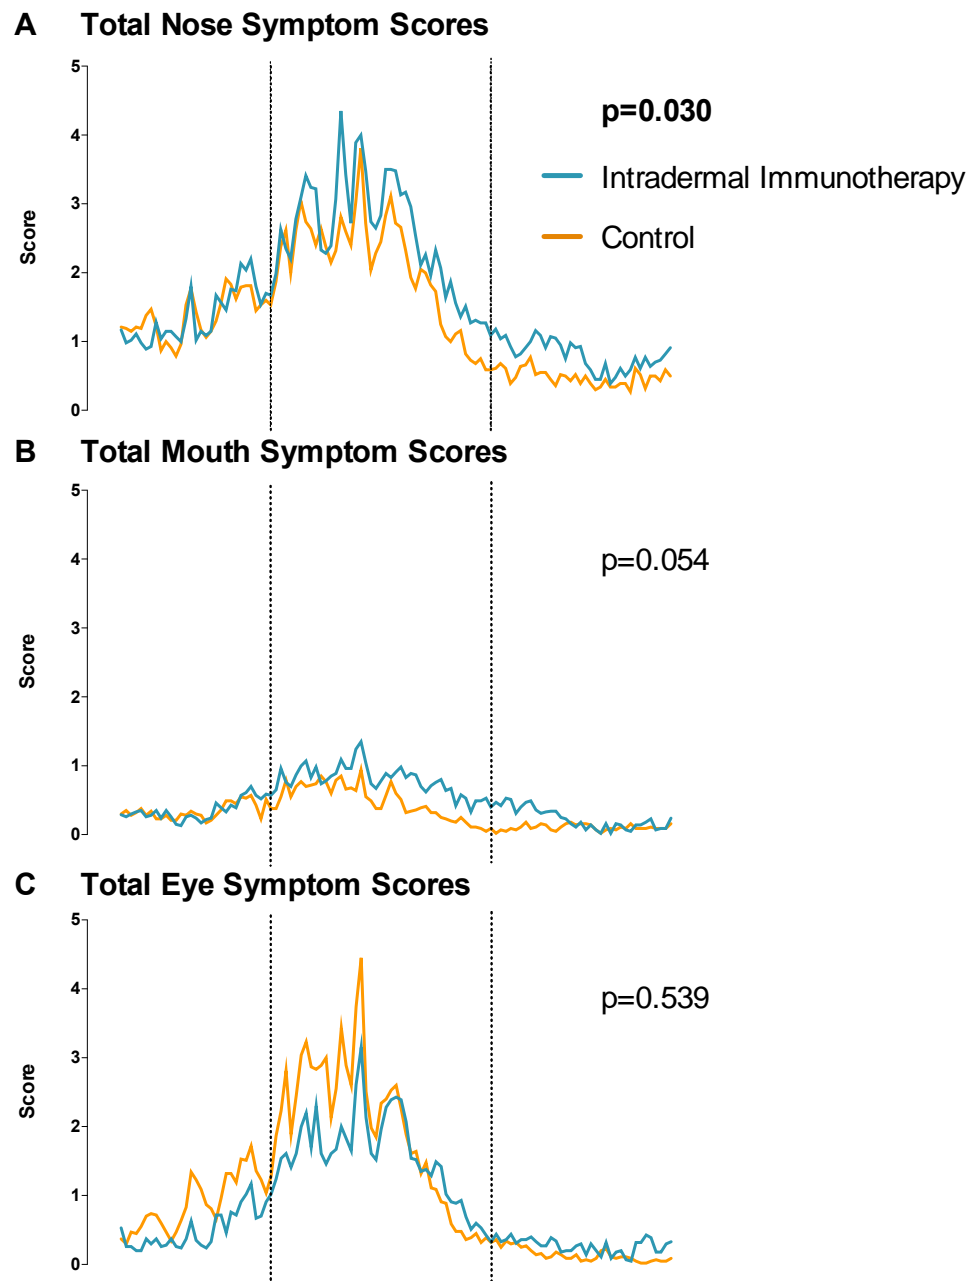 A Total Nose Symptom Scores
5
4
3
2
1
0
Score
p=0.030
Intradermal Immunotherapy
Control
B Total Mouth Symptom Scores
5
4
3
2
1
0
Score
p=0.054
C Total Eye Symptom Scores
5
4
3
2
1
0
Score
p=0.539